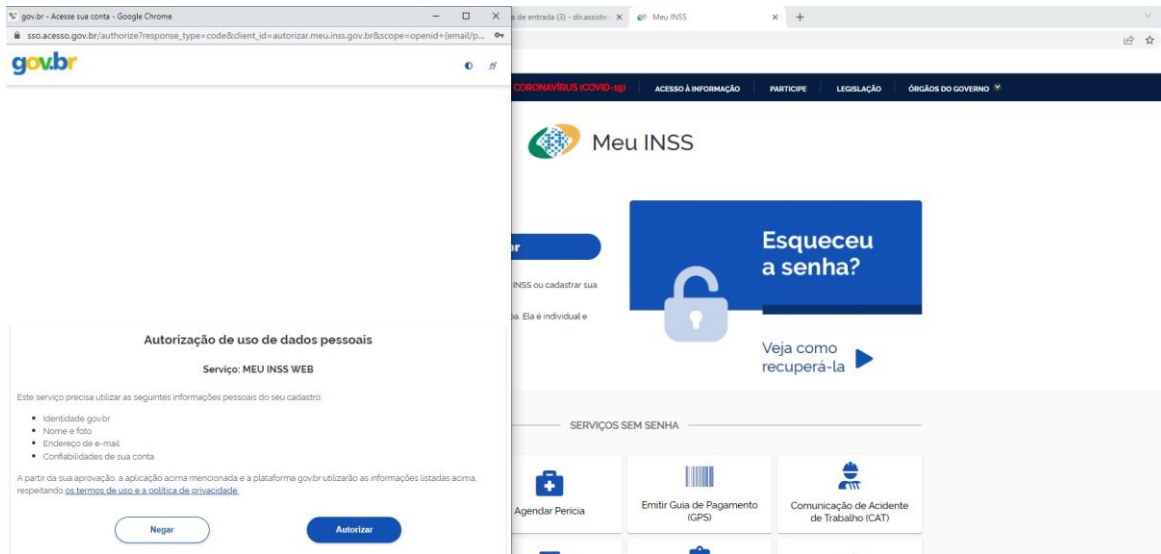 gov.br - Acesse sua conta - Google Chrome
sso.acesso.gov.br/authorize?response_type=code&client_id=autorizar.meu.inss.gov.br&scope=openid+(email/p...
gov.br
Autorização de uso de dados pessoais
Serviço: MEU INSS WEB
Este serviço precisa utilizar as seguintes informações pessoais do seu cadastro:
Identidade gov.br
Nome e foto
Endereço de e-mail
Confiabilidades de sua conta
A partir da sua aprovação, a aplicação acima mencionada e a plataforma gov.br utilizarão as informações listadas acima,
respeitando os termos de uso e a política de privacidade.
Negar
Autorizar
a de entrada (3) - dir.assiste
Meu INSS
CORONAVÍRUS (COVID-19)
ACESSO À INFORMAÇÃO
PARTICIPE
LEGISLAÇÃO
ÓRGÃOS DO GOVERNO
Meu INSS
br
INSS ou cadastrar sua
oa. Ela é individual e
Esqueceu
a senha?
Veja como
recuperá-la
SERVIÇOS SEM SENHA
Agendar Perícia
Emitir Guia de Pagamento
(GPS)
Comunicação de Acidente
de Trabalho (CAT)